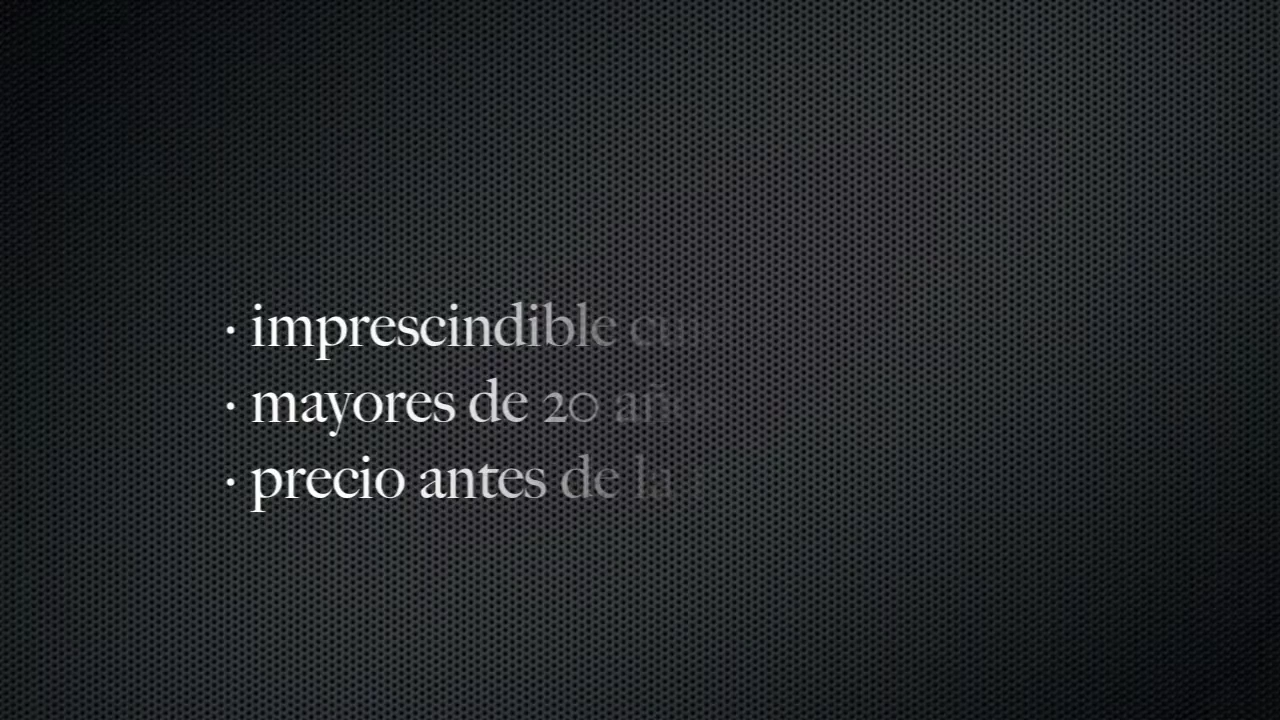 · imprescindible
· mayores de 20
· precio antes de la